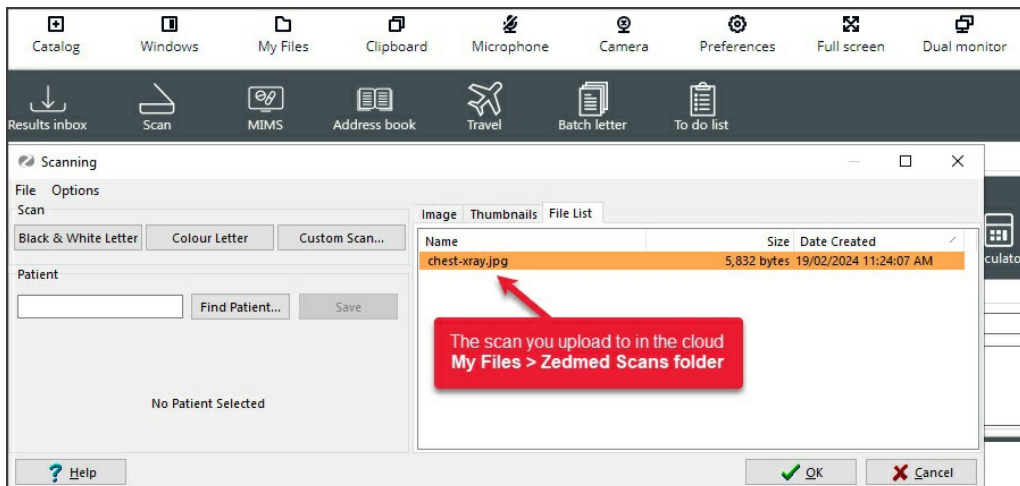 Catalog Windows My Files Clipboard Microphone Camera Preferences Full screen Dual monitor
Results inbox Scan MIMS Address book Travel Batch letter To do list
Scanning
File Options
Scan
Black & White Letter Colour Letter Custom Scan...
Patient
Find Patient... Save
No Patient Selected
Image Thumbnails File List
Name Size Date Created
chest-xray.jpg 5,832 bytes 19/02/2024 11:24:07 AM
The scan you upload to in the cloud
My Files > Zedmed Scans folder
culato
? Help OK Cancel